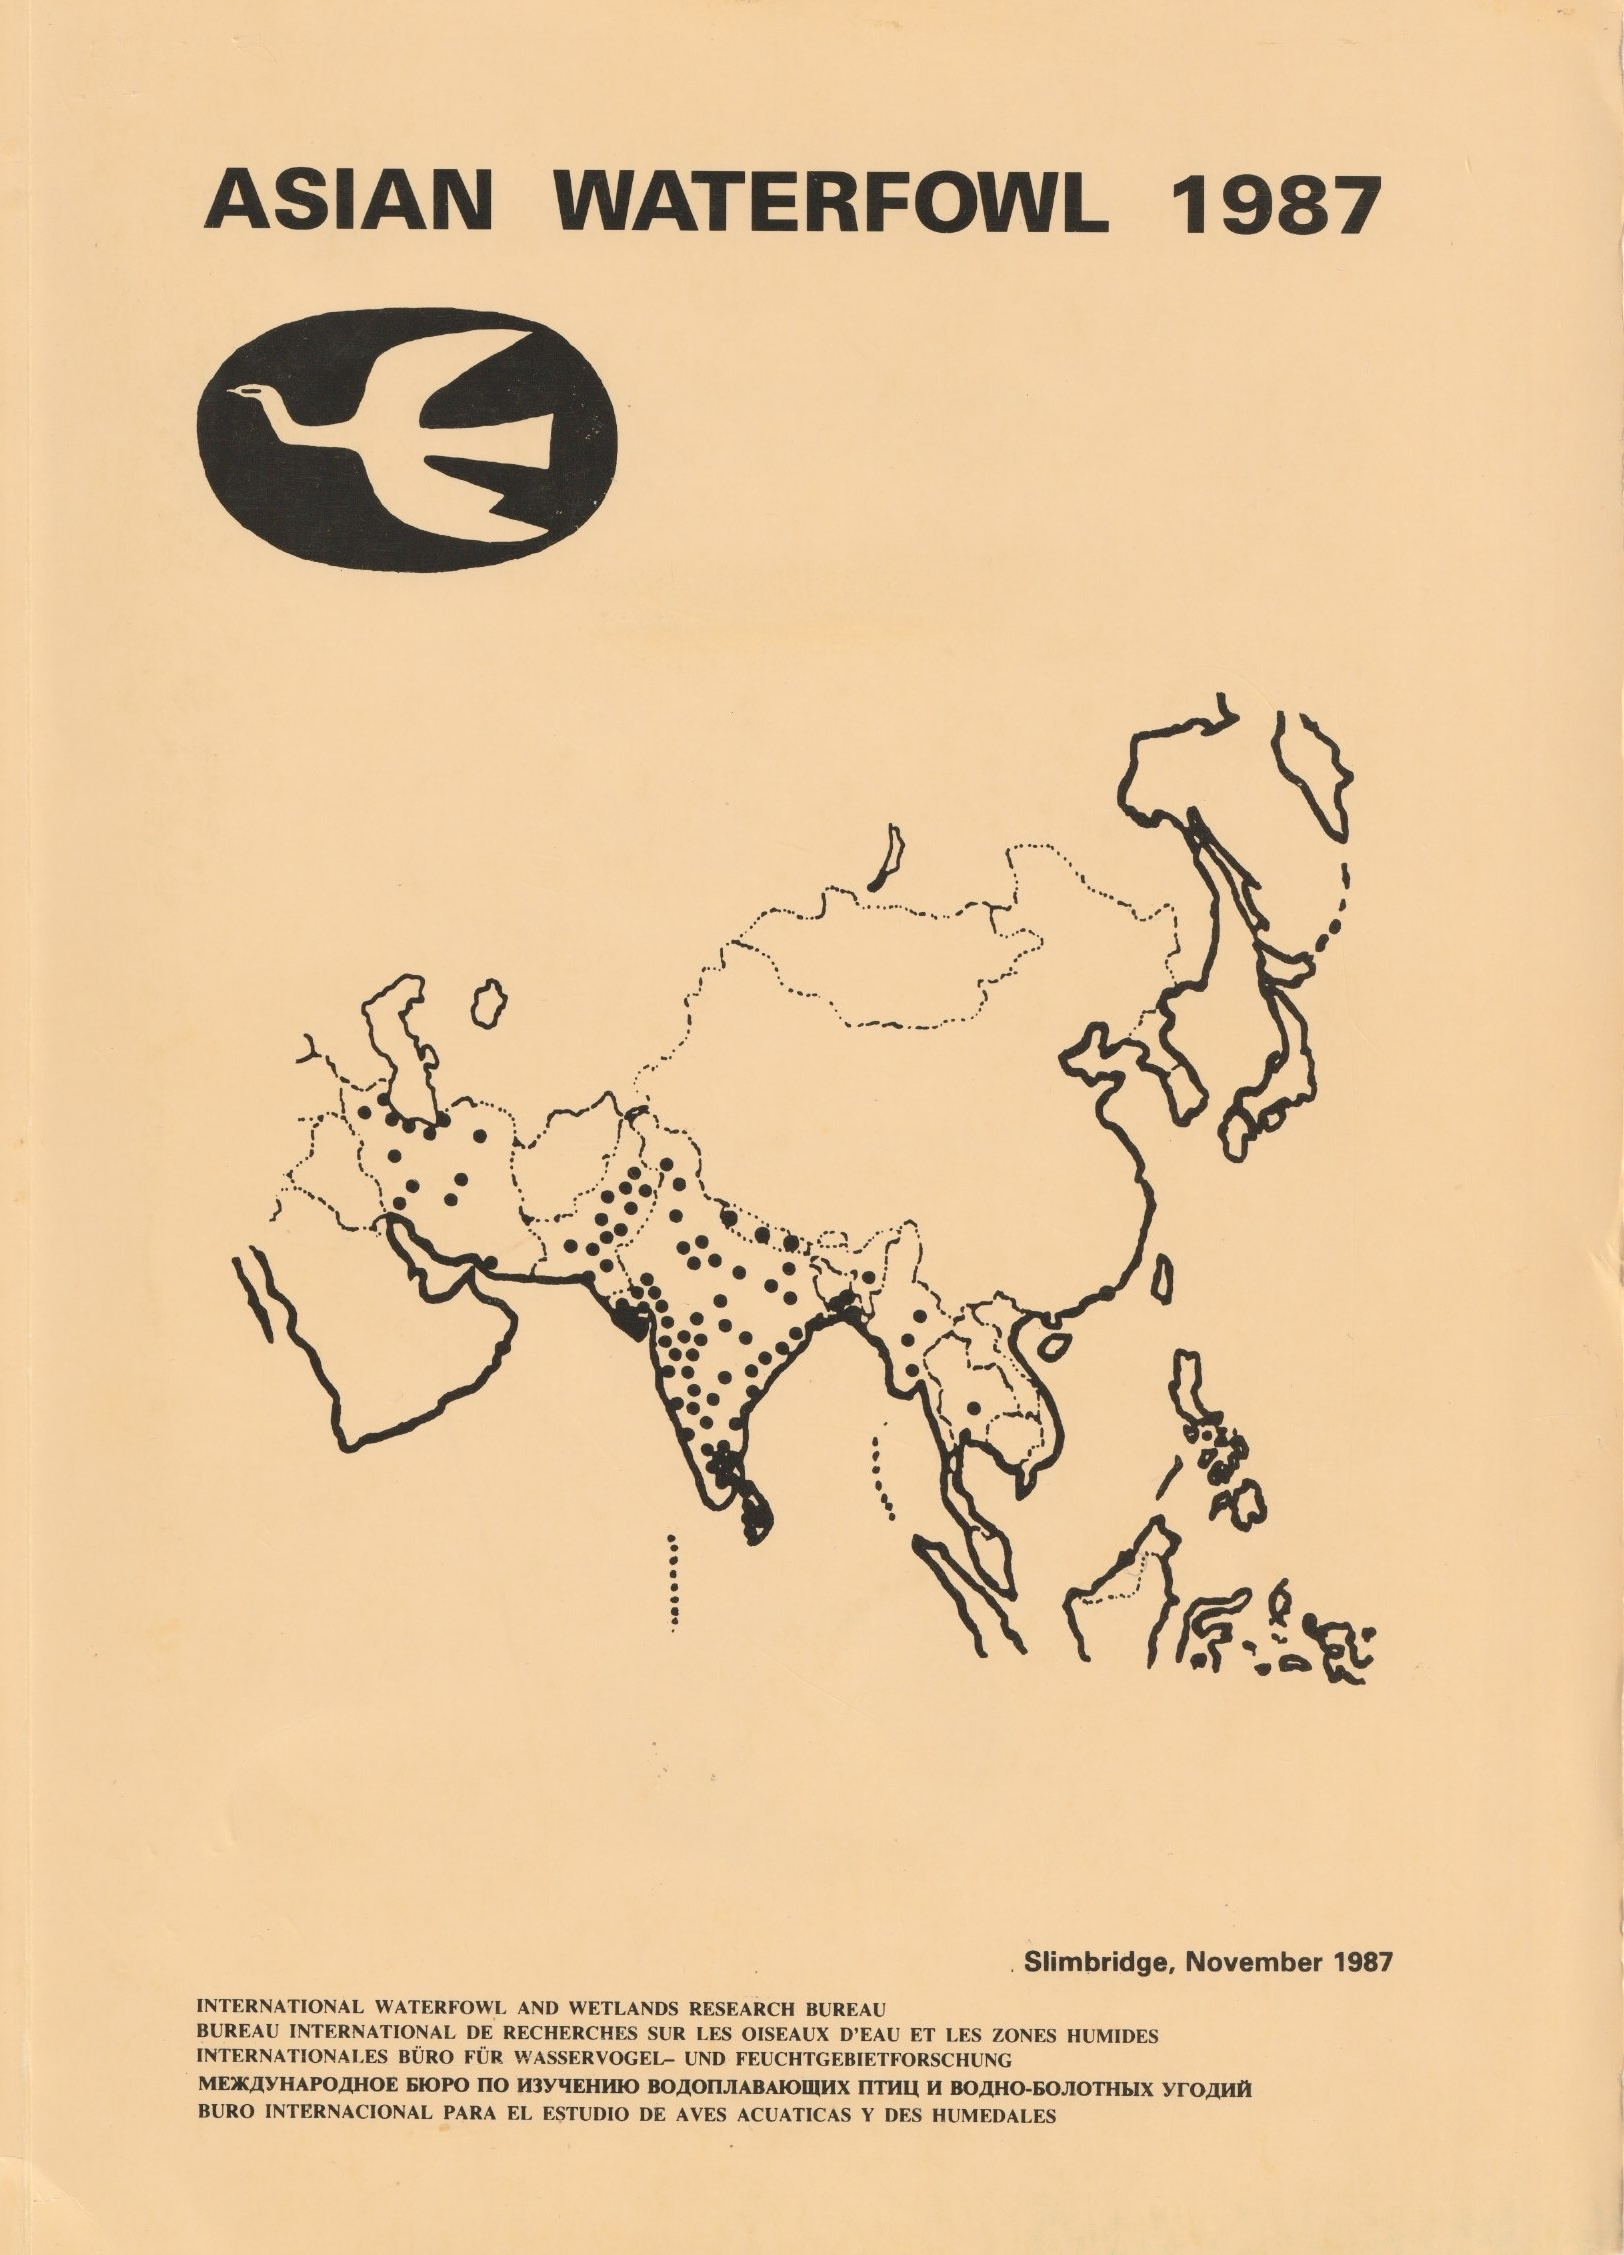 ASIAN WATERFOWL 1987
Slimbridge, November 1987
INTERNATIONAL WATERFOWL AND WETLANDS RESEARCH BUREAU
BUREAU INTERNATIONAL DE RECHERCHES SUR LES OISEAUX D'EAU ET LES ZONES HUMIDES
INTERNATIONALES BÜRO FÜR WASSERVOGEL- UND FEUCHTGEBIETFORSCHUNG
МЕЖДУНАРОДНОЕ БЮРО ПО ИЗУЧЕНИЮ ВОДОПЛАВАЮЩИХ ПТИЦ И ВОДНО-БОЛОТНЫХ УГОДИЙ
BURO INTERNACIONAL PARA EL ESTUDIO DE AVES ACUATICAS Y DES HUMEDALES